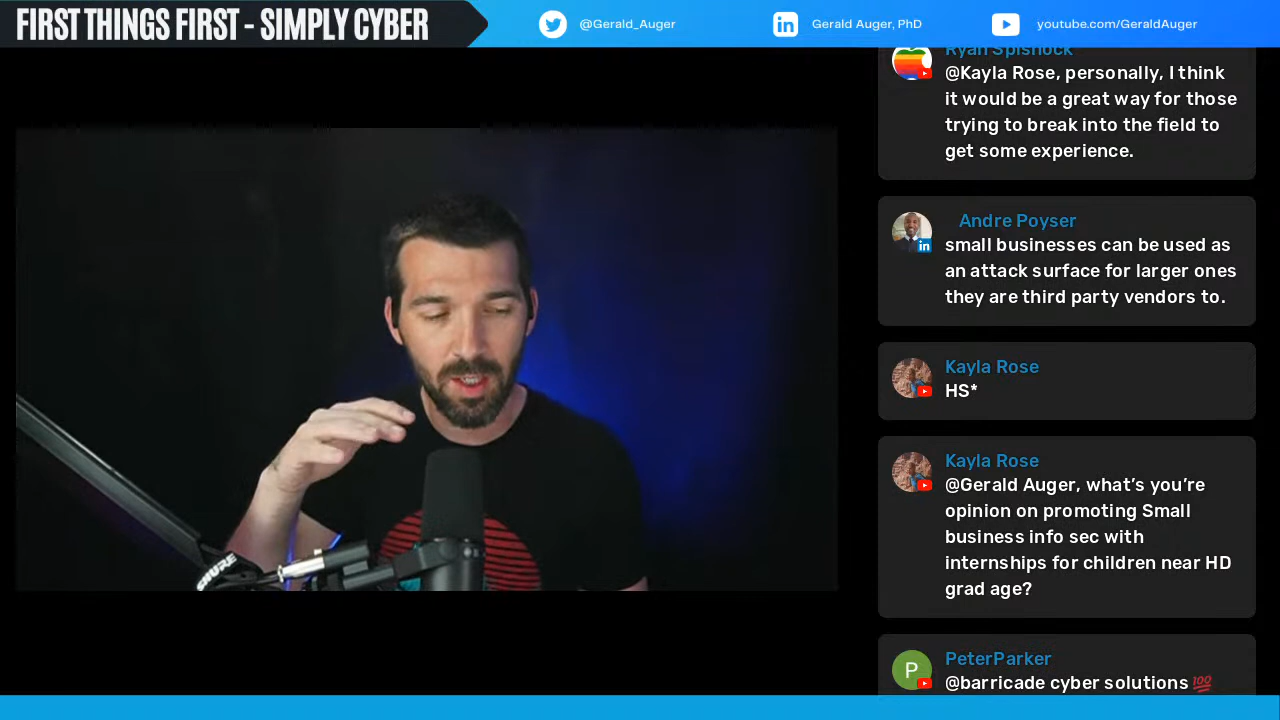 FIRST THINGS FIRST - SIMPLY CYBER
@Gerald_Auger
Gerald Auger, PhD
youtube.com/GeraldAuger
Ryan Spishock
@Kayla Rose, personally, I think
it would be a great way for those
trying to break into the field to
get some experience.
Andre Poyser
small businesses can be used as
an attack surface for larger ones
they are third party vendors to.
Kayla Rose
HS*
Kayla Rose
@Gerald Auger, what’s you’re
opinion on promoting Small
business info sec with
internships for children near HD
grad age?
P
PeterParker
@barricade cyber solutions 💯
SHURE